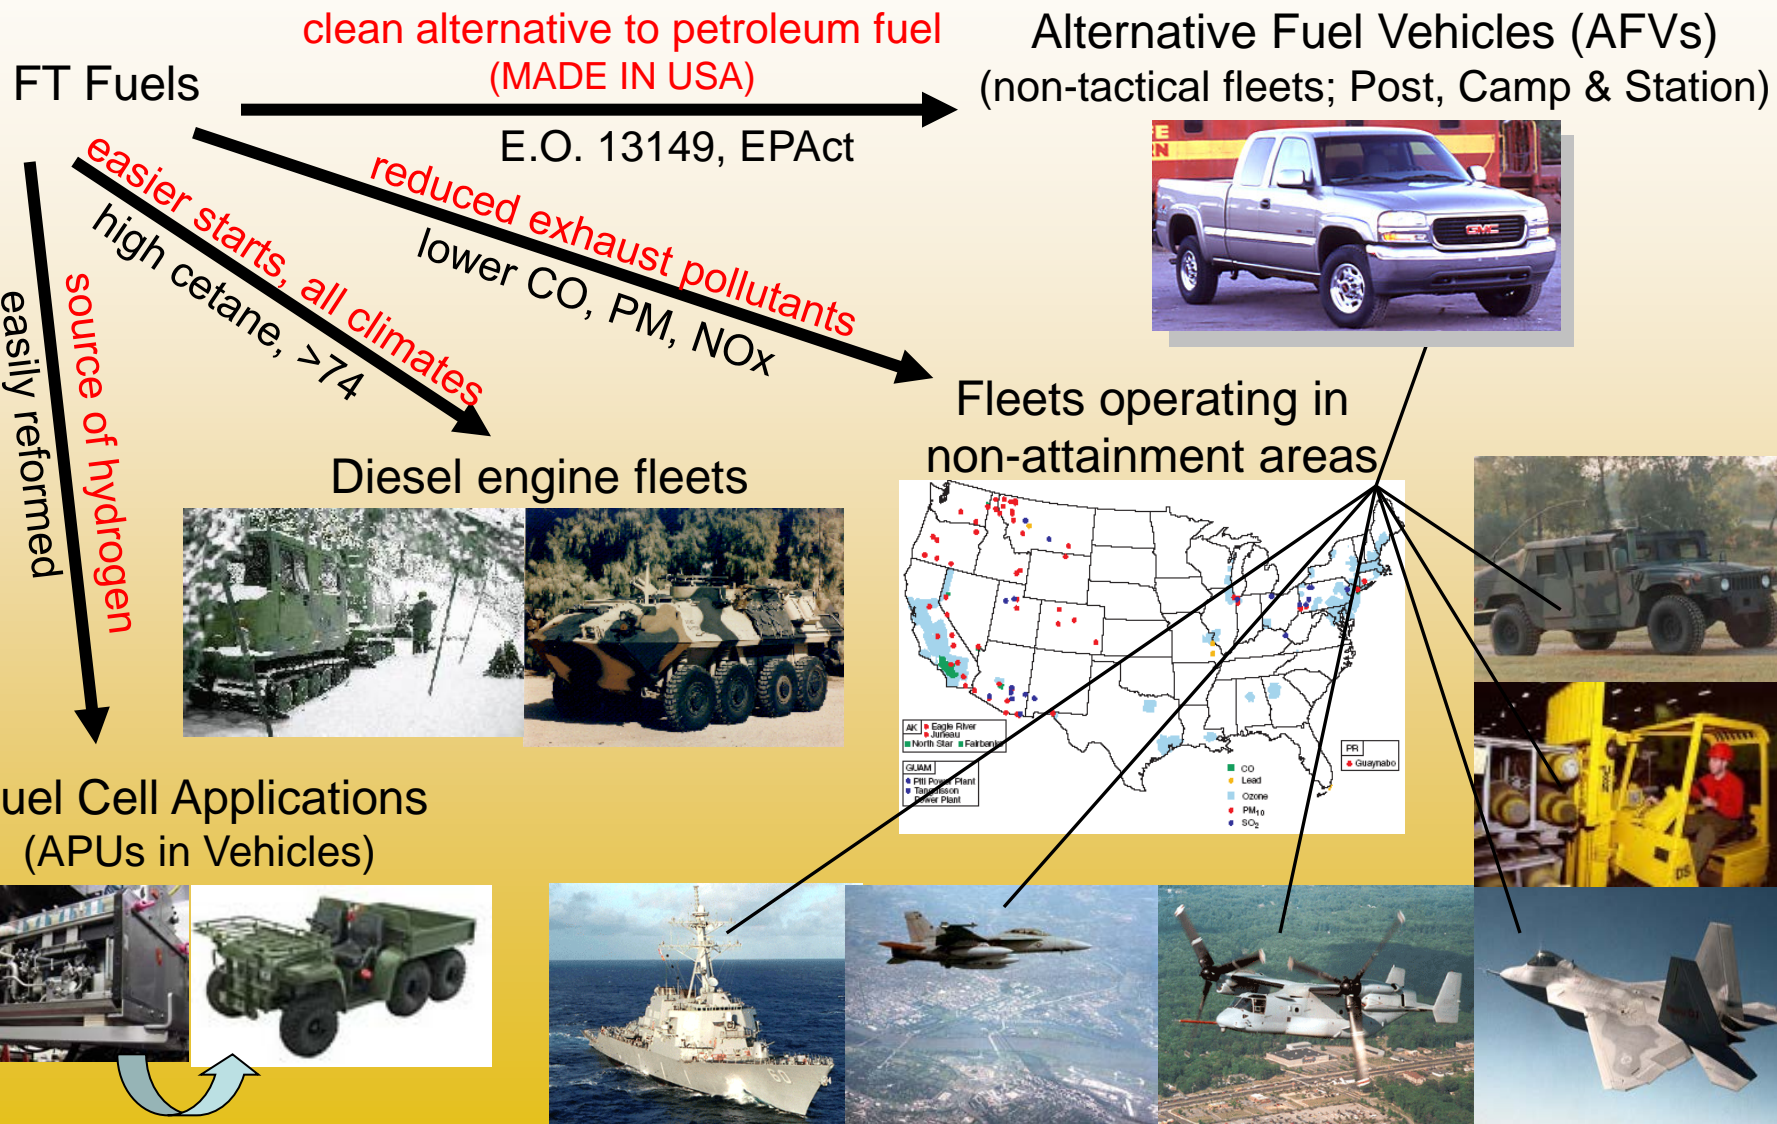 clean alternative to petroleum fuel
(MADE IN USA)
Alternative Fuel Vehicles (AFVs)
(non-tactical fleets; Post, Camp & Station)
FT Fuels
E.O. 13149, EPAct
reduced exhaust pollutants
lower CO, PM, NOx
easier starts, all climates
high cetane, >74
source of hydrogen
easily reformed
GMC
Fleets operating in
non-attainment areas
Diesel engine fleets
AK
Eagle River
Juneau
North Star
Fairbanks
GUAM
Piti Power Plant
Tanguisson
Power Plant
PR
Guaynabo
CO
Lead
Ozone
PM10
SO2
uel Cell Applications
(APUs in Vehicles)
DS
60